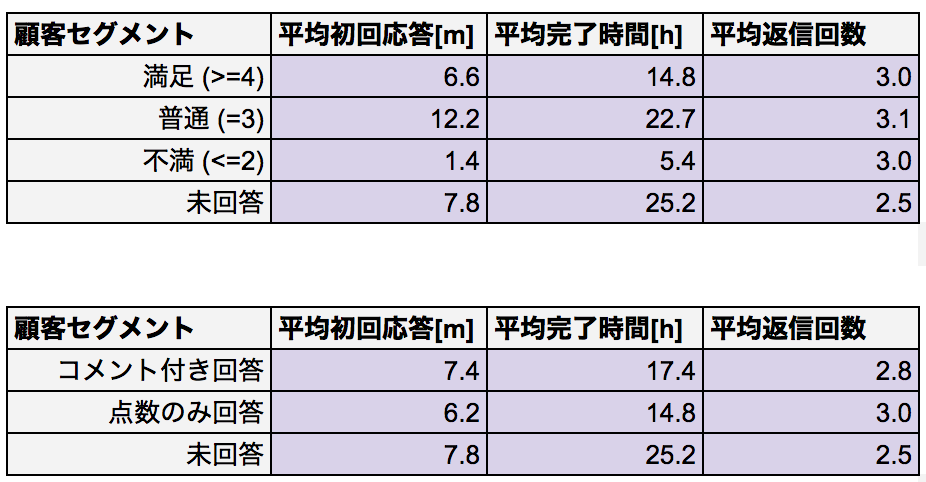 顧客セグメント 平均初回応答[m] 平均完了時間[h] 平均返信回数
満足 (>=4) 6.6 14.8 3.0
普通 (=3) 12.2 22.7 3.1
不満 (<=2) 1.4 5.4 3.0
未回答 7.8 25.2 2.5
顧客セグメント 平均初回応答[m] 平均完了時間[h] 平均返信回数
コメント付き回答 7.4 17.4 2.8
点数のみ回答 6.2 14.8 3.0
未回答 7.8 25.2 2.5